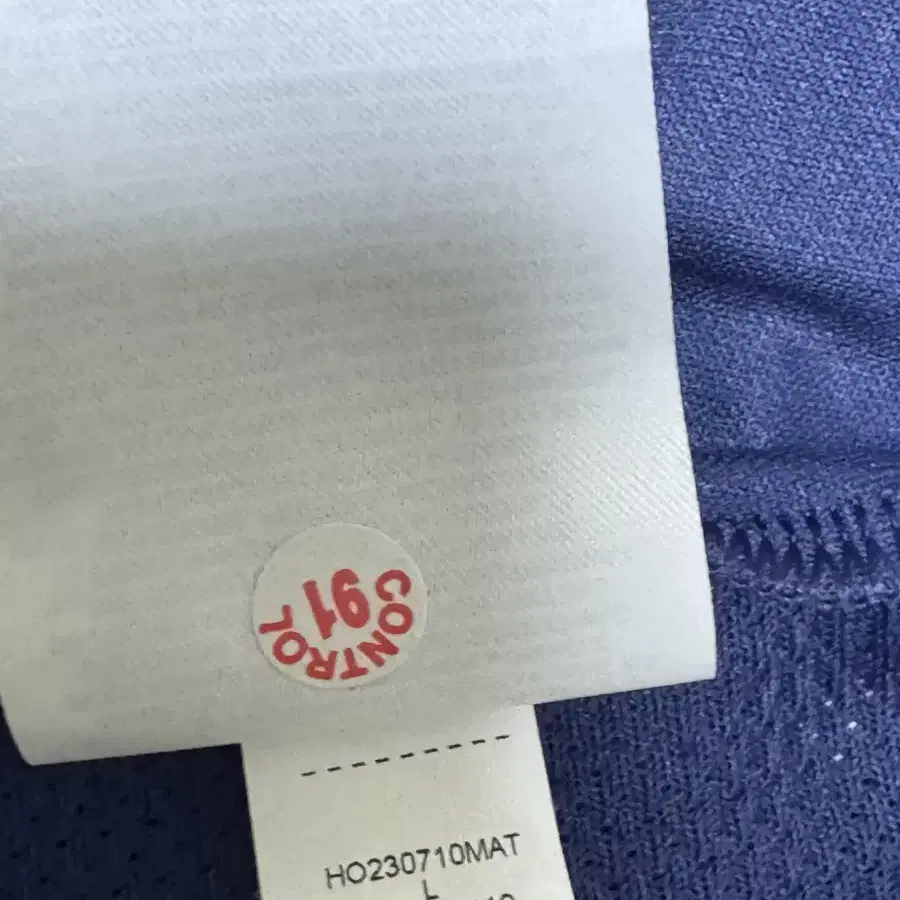 CONTROL
91
HO230710MAT
L